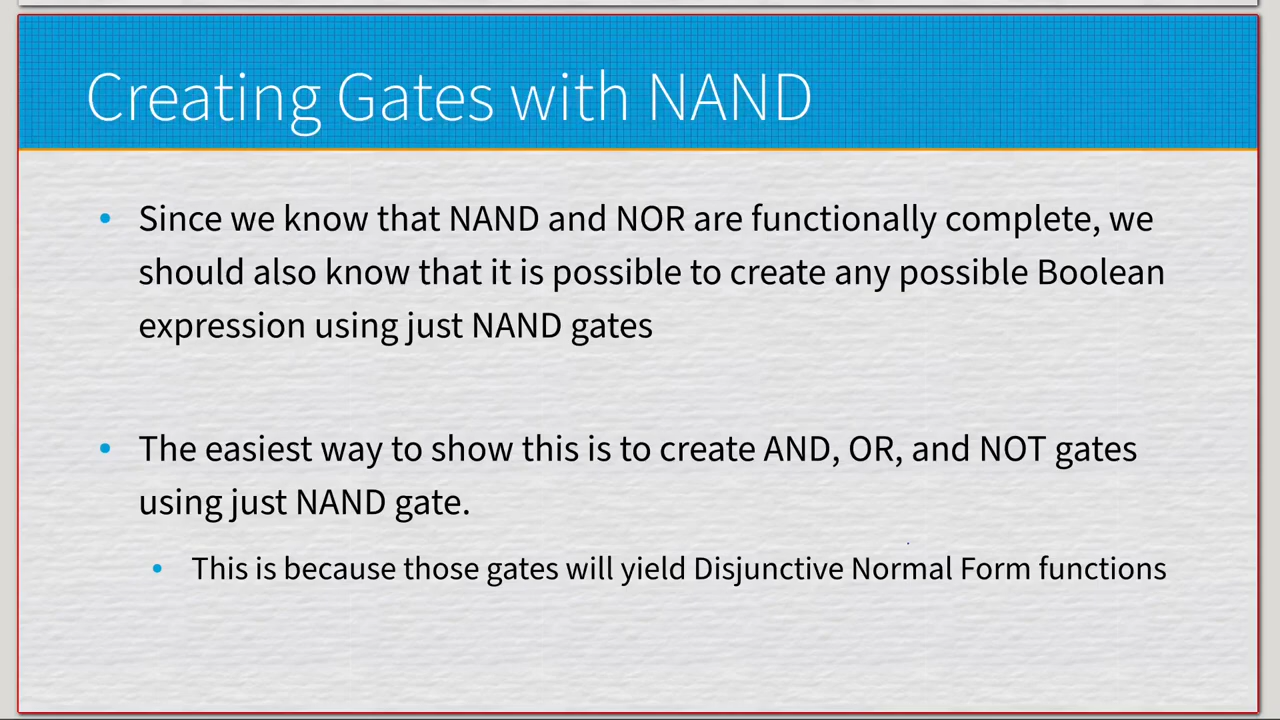 Creating Gates with NAND
• Since we know that NAND and NOR are functionally complete, we
should also know that it is possible to create any possible Boolean
expression using just NAND gates
• The easiest way to show this is to create AND, OR, and NOT gates
using just NAND gate.
• This is because those gates will yield Disjunctive Normal Form functions